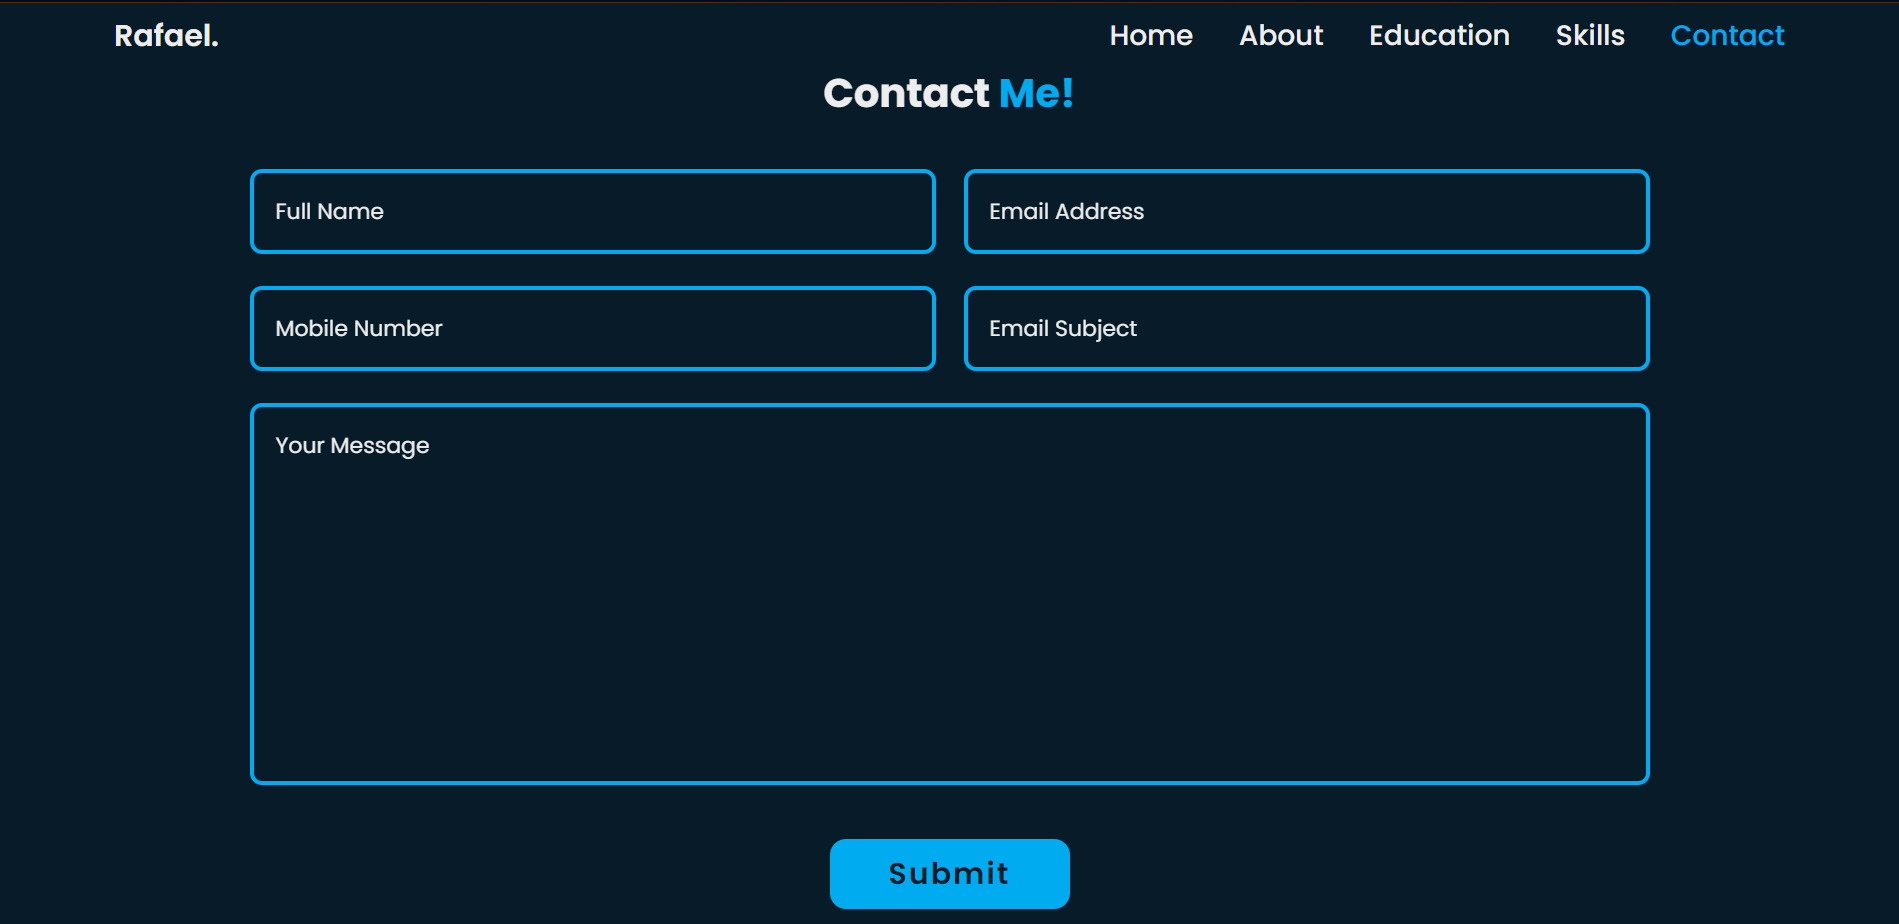 Rafael. Home About Education Skills Contact
Contact Me!
Full Name
Email Address
Mobile Number
Email Subject
Your Message
Submit